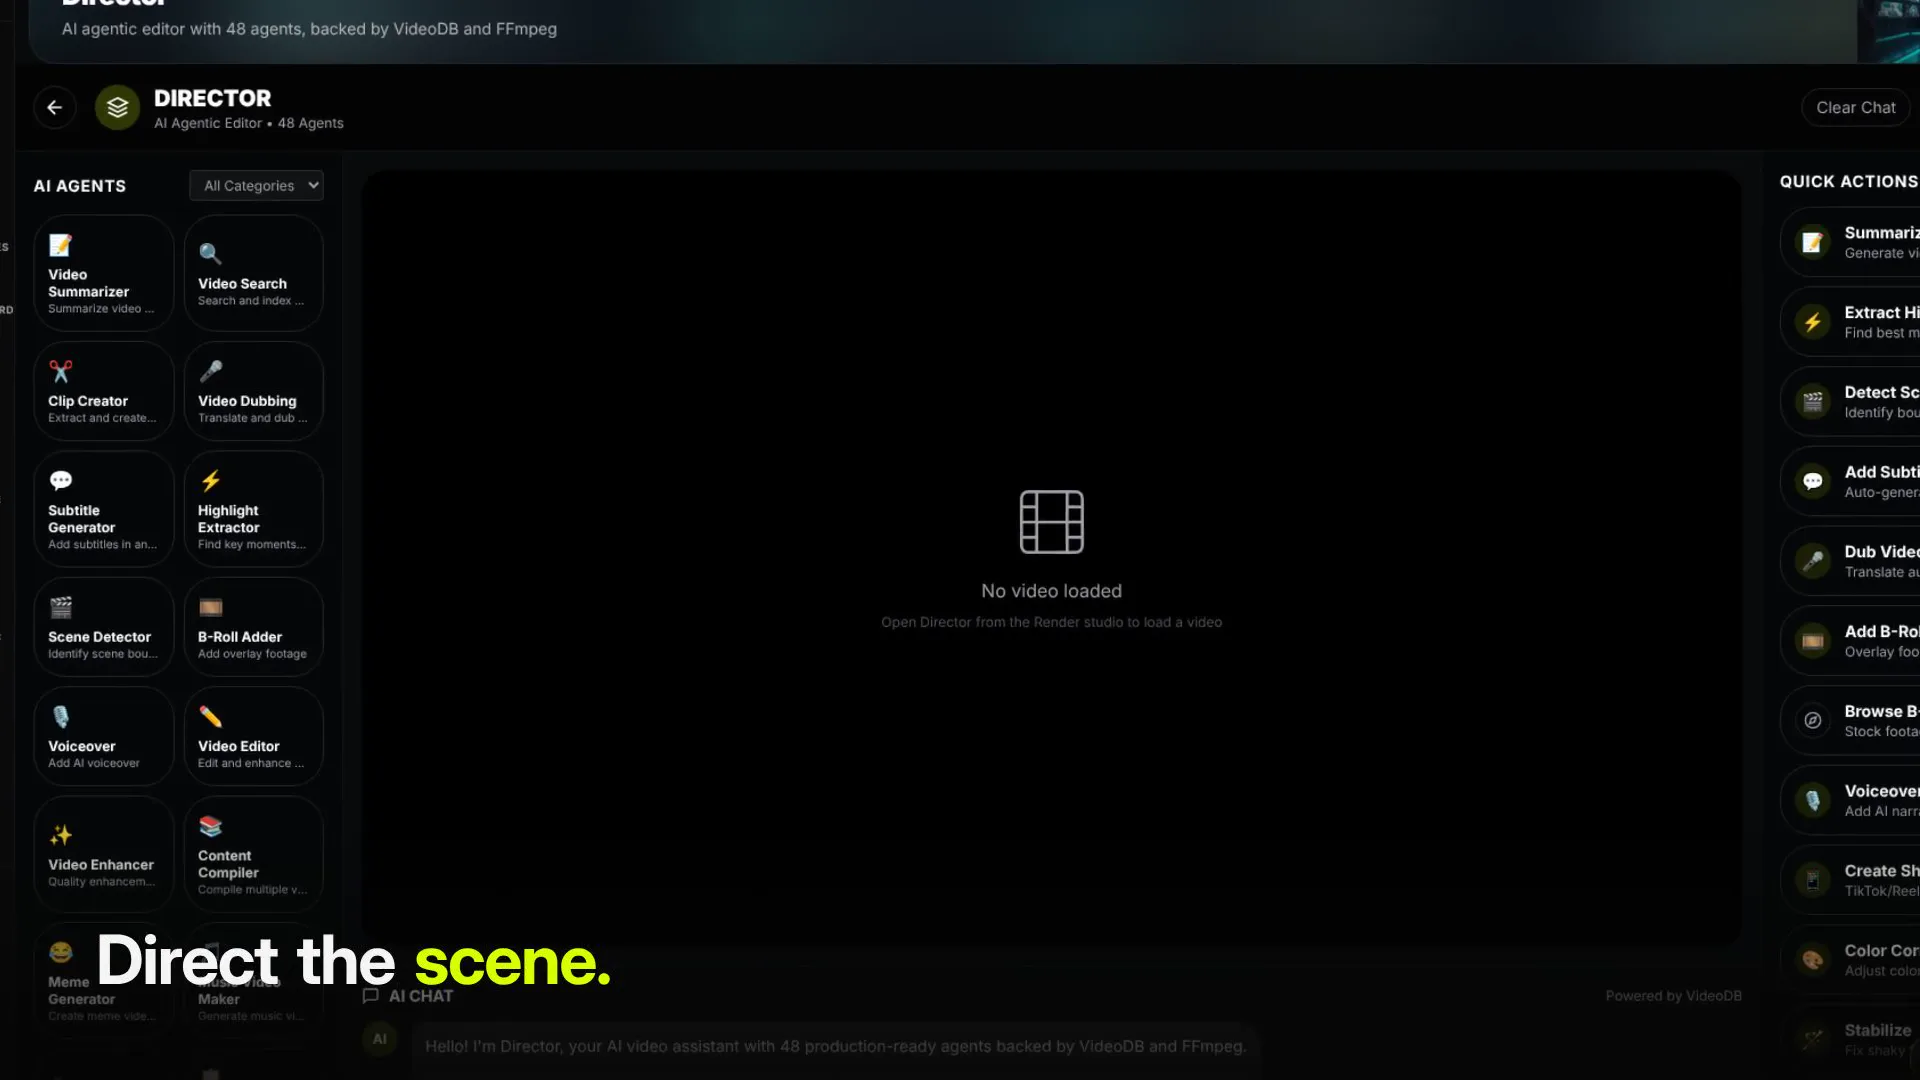 Director
AI agentic editor with 48 agents, backed by VideoDB and FFmpeg
DIRECTOR
AI Agentic Editor • 48 Agents
Clear Chat
AI AGENTS
All Categories
Video
Summarizer
Summarize video ...
Video Search
Search and index ...
Clip Creator
Extract and create...
Video Dubbing
Translate and dub ...
Subtitle
Generator
Add subtitles in an...
Highlight
Extractor
Find key moments...
Scene Detector
Identify scene bou...
B-Roll Adder
Add overlay footage
Voiceover
Add AI voiceover
Video Editor
Edit and enhance ...
Video Enhancer
Quality enhancem...
Content
Compiler
Compile multiple v...
Meme
Generator
Create meme vide...
Music Video
Maker
Generate music vi...
No video loaded
Open Director from the Render studio to load a video
Direct the scene.
AI CHAT
Powered by VideoDB
AI
Hello! I'm Director, your AI video assistant with 48 production-ready agents backed by VideoDB and FFmpeg.
QUICK ACTIONS
Summariz
Generate vi
Extract Hi
Find best m
Detect Sc
Identify bou
Add Subti
Auto-genera
Dub Video
Translate au
Add B-Rol
Overlay foo
Browse B-
Stock foota
Voiceover
Add AI narra
Create Sh
TikTok/Reel
Color Cor
Adjust color
Stabilize
Fix shaky